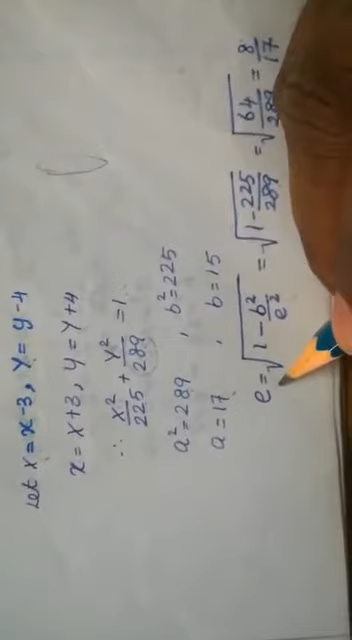 Let X = x-3, Y = y-4
x = X+3, y = Y+4
∴ X²/225 + Y²/289 = 1
a² = 289, b² = 225
a = 17, b = 15
e = √(1 - b²/e²) = √(1 - 225/289) = √(64/289) = 8/17